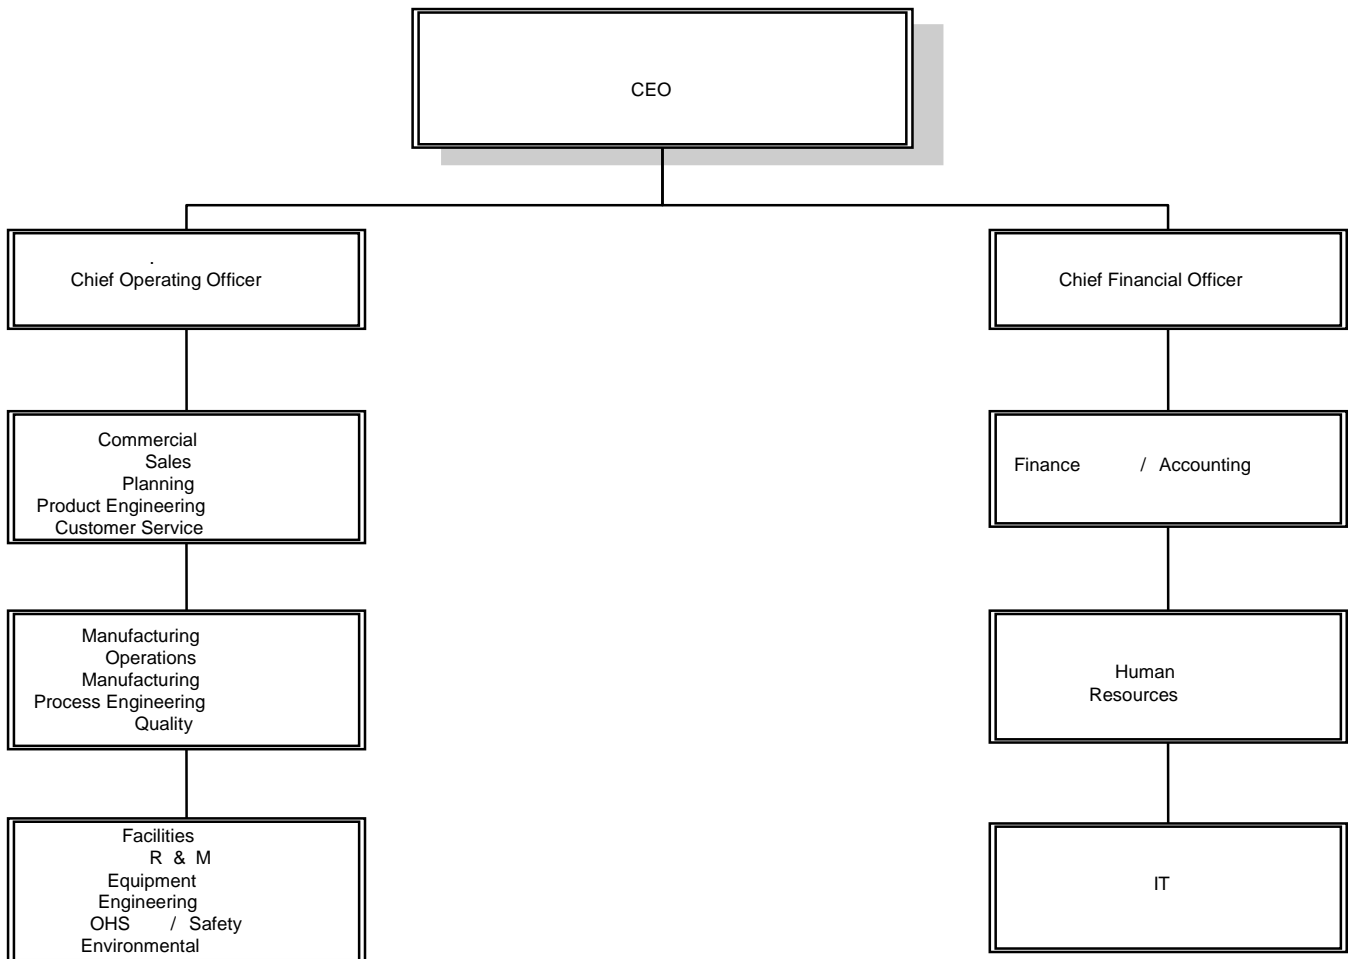 CEO
.
Chief Operating Officer
Chief Financial Officer
Commercial
Sales
Planning
Product Engineering
Customer Service
Finance / Accounting
Manufacturing
Operations
Manufacturing
Process Engineering
Quality
Human
Resources
Facilities
R & M
Equipment
Engineering
OHS / Safety
Environmental
IT